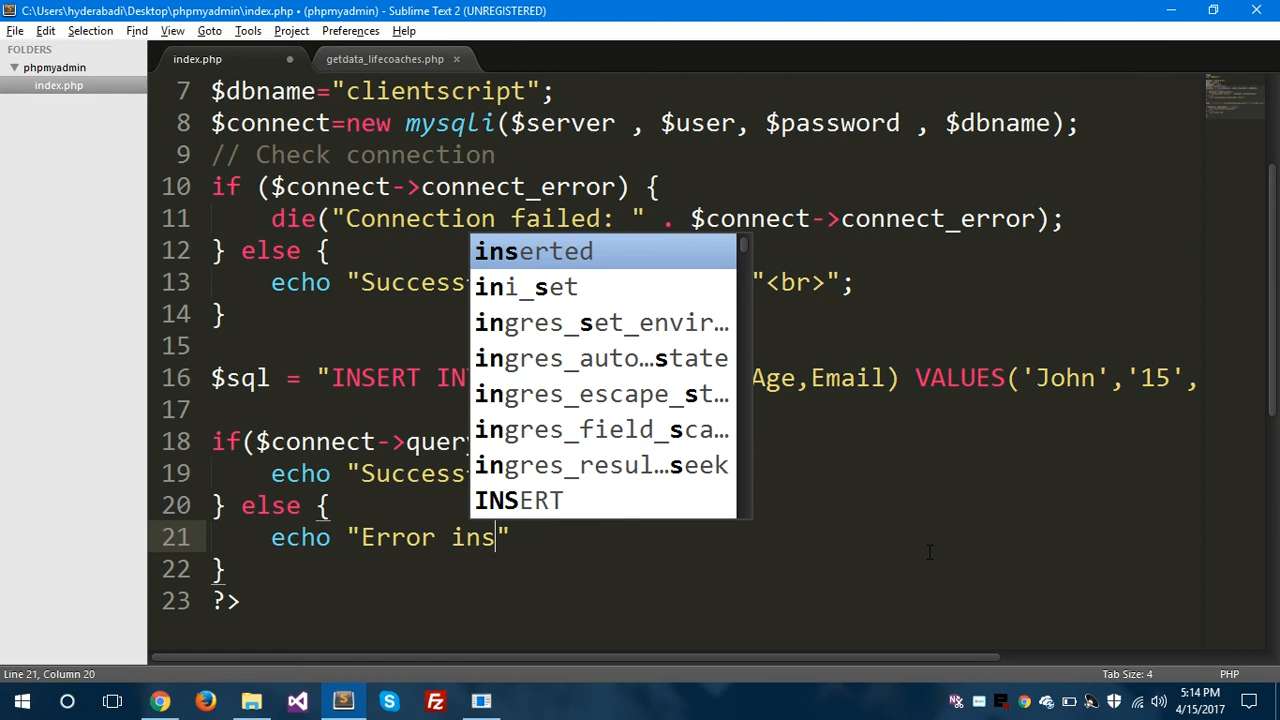 C:\Users\hyderabadi\Desktop\phpmyadmin\index.php • (phpmyadmin) - Sublime Text 2 (UNREGISTERED)
File Edit Selection Find View Goto Tools Project Preferences Help
FOLDERS
phpmyadmin
index.php
index.php getdata_lifecoaches.php
7 $dbname="clientscript";
8 $connect=new mysqli($server , $user, $password , $dbname);
9 // Check connection
10 if ($connect->connect_error) {
11 die("Connection failed: " . $connect->connect_error);
12 } else {
13 echo "Success "<br>";
14 }
15
16 $sql = "INSERT IN Age,Email) VALUES('John','15',
17
18 if($connect->query
19 echo "Success
20 } else {
21 echo "Error ins"
22 }
23 ?>
inserted
ini_set
ingres_set_envir…
ingres_auto…state
ingres_escape_st…
ingres_field_sca…
ingres_resul…seek
INSERT
Line 21, Column 20 Tab Size: 4 PHP
5:14 PM
4/15/2017